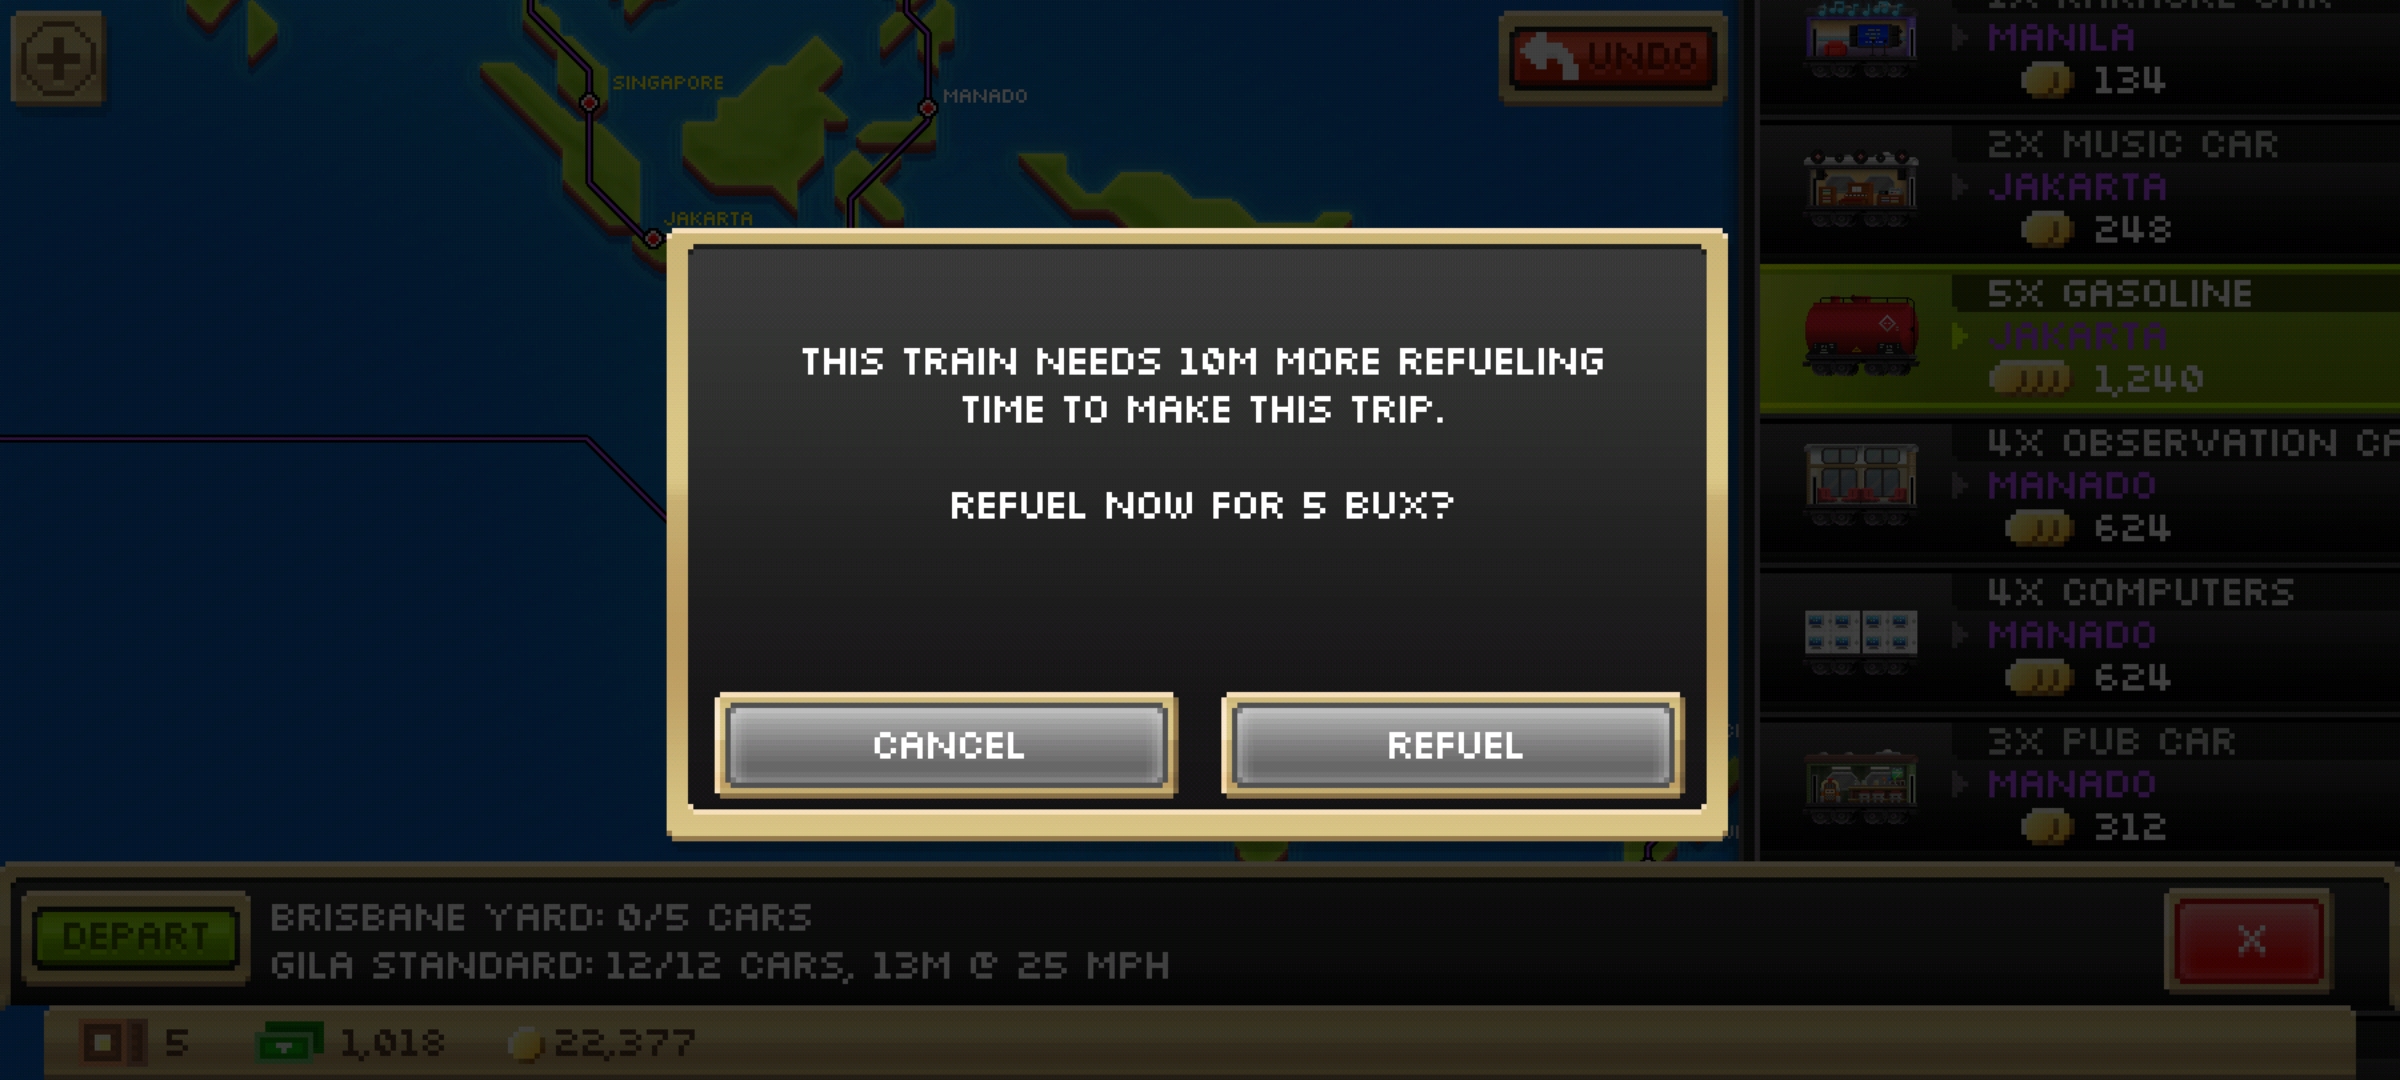 SINGAPORE
MANADO
JAKARTA
UNDO
MANILA
134
2X MUSIC CAR
JAKARTA
248
5X GASOLINE
JAKARTA
1,240
4X OBSERVATION
MANADO
624
4X COMPUTERS
MANADO
624
3X PUB CAR
MANADO
312
THIS TRAIN NEEDS 10M MORE REFUELING
TIME TO MAKE THIS TRIP.
REFUEL NOW FOR 5 BUX?
CANCEL
REFUEL
DEPART
BRISBANE YARD: 0/5 CARS
GILA STANDARD: 12/12 CARS, 13M @ 25 MPH
X
5
1,018
22,377